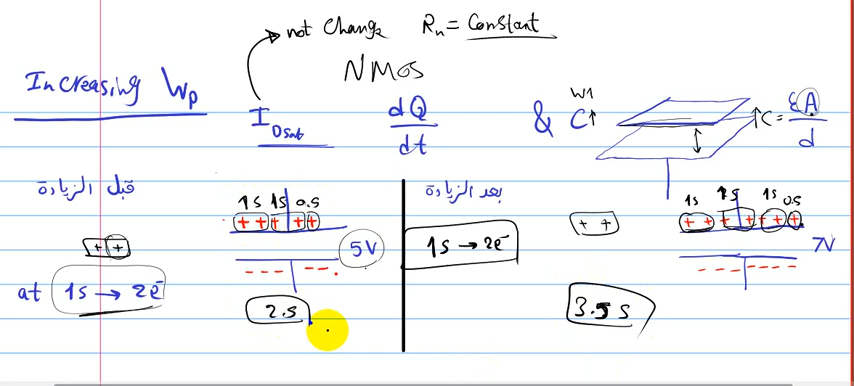 not change Rn = Constant
NMOS
Increasing Wp
I Dsat
dQ/dt
& C↑
W↑
↑C = εA/d
قبل الزيادة
1s 1s 0.5
+ + + + +
5V
- - - - - .
+ +
at 1s → 2e-
2.5
بعد الزيادة
1s → 2e-
+ +
1s 1s 1s 0.5
+ + + + + + +
7V
- - - - - - - -
3.5 s